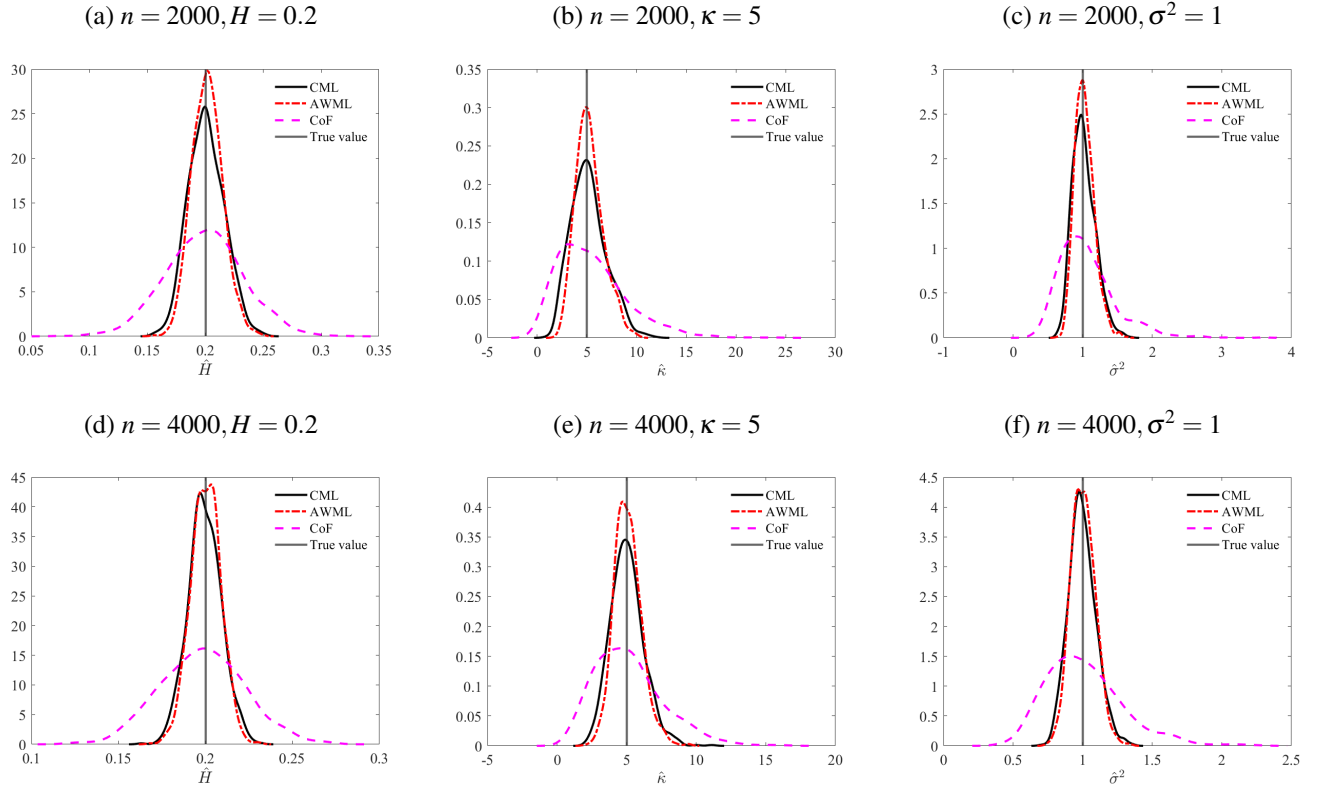 (a) n = 2000, H = 0.2
(b) n = 2000, κ = 5
(c) n = 2000, σ² = 1
30
25
20
15
10
5
0
0.05 0.1 0.15 0.2 0.25 0.3 0.35
Ĥ
CML
AWML
CoF
True value
0.35
0.3
0.25
0.2
0.15
0.1
0.05
0
-5 0 5 10 15 20 25 30
κ̂
CML
AWML
CoF
True value
3
2.5
2
1.5
1
0.5
0
-1 0 1 2 3 4
σ̂²
CML
AWML
CoF
True value
(d) n = 4000, H = 0.2
(e) n = 4000, κ = 5
(f) n = 4000, σ² = 1
45
40
35
30
25
20
15
10
5
0
0.1 0.15 0.2 0.25 0.3
Ĥ
CML
AWML
CoF
True value
0.4
0.35
0.3
0.25
0.2
0.15
0.1
0.05
0
-5 0 5 10 15 20
κ̂
CML
AWML
CoF
True value
4.5
4
3.5
3
2.5
2
1.5
1
0.5
0
0 0.5 1 1.5 2 2.5
σ̂²
CML
AWML
CoF
True value